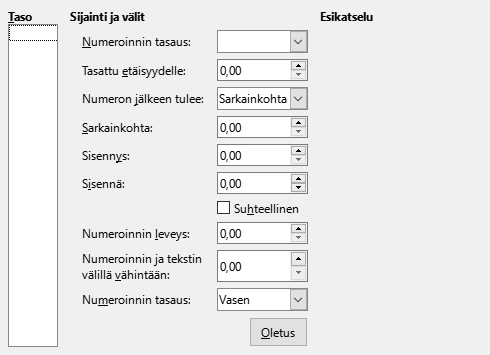 Taso Sijainti ja välit Esikatselu
Numeroinnin tasaus:
Tasattu etäisyydelle: 0,00
Numeron jälkeen tulee: Sarkainkohta
Sarkainkohta: 0,00
Sisennys: 0,00
Sisennä: 0,00
Suhteellinen
Numeroinnin leveys: 0,00
Numeroinnin ja tekstin
välillä vähintään: 0,00
Numeroinnin tasaus: Vasen
Oletus